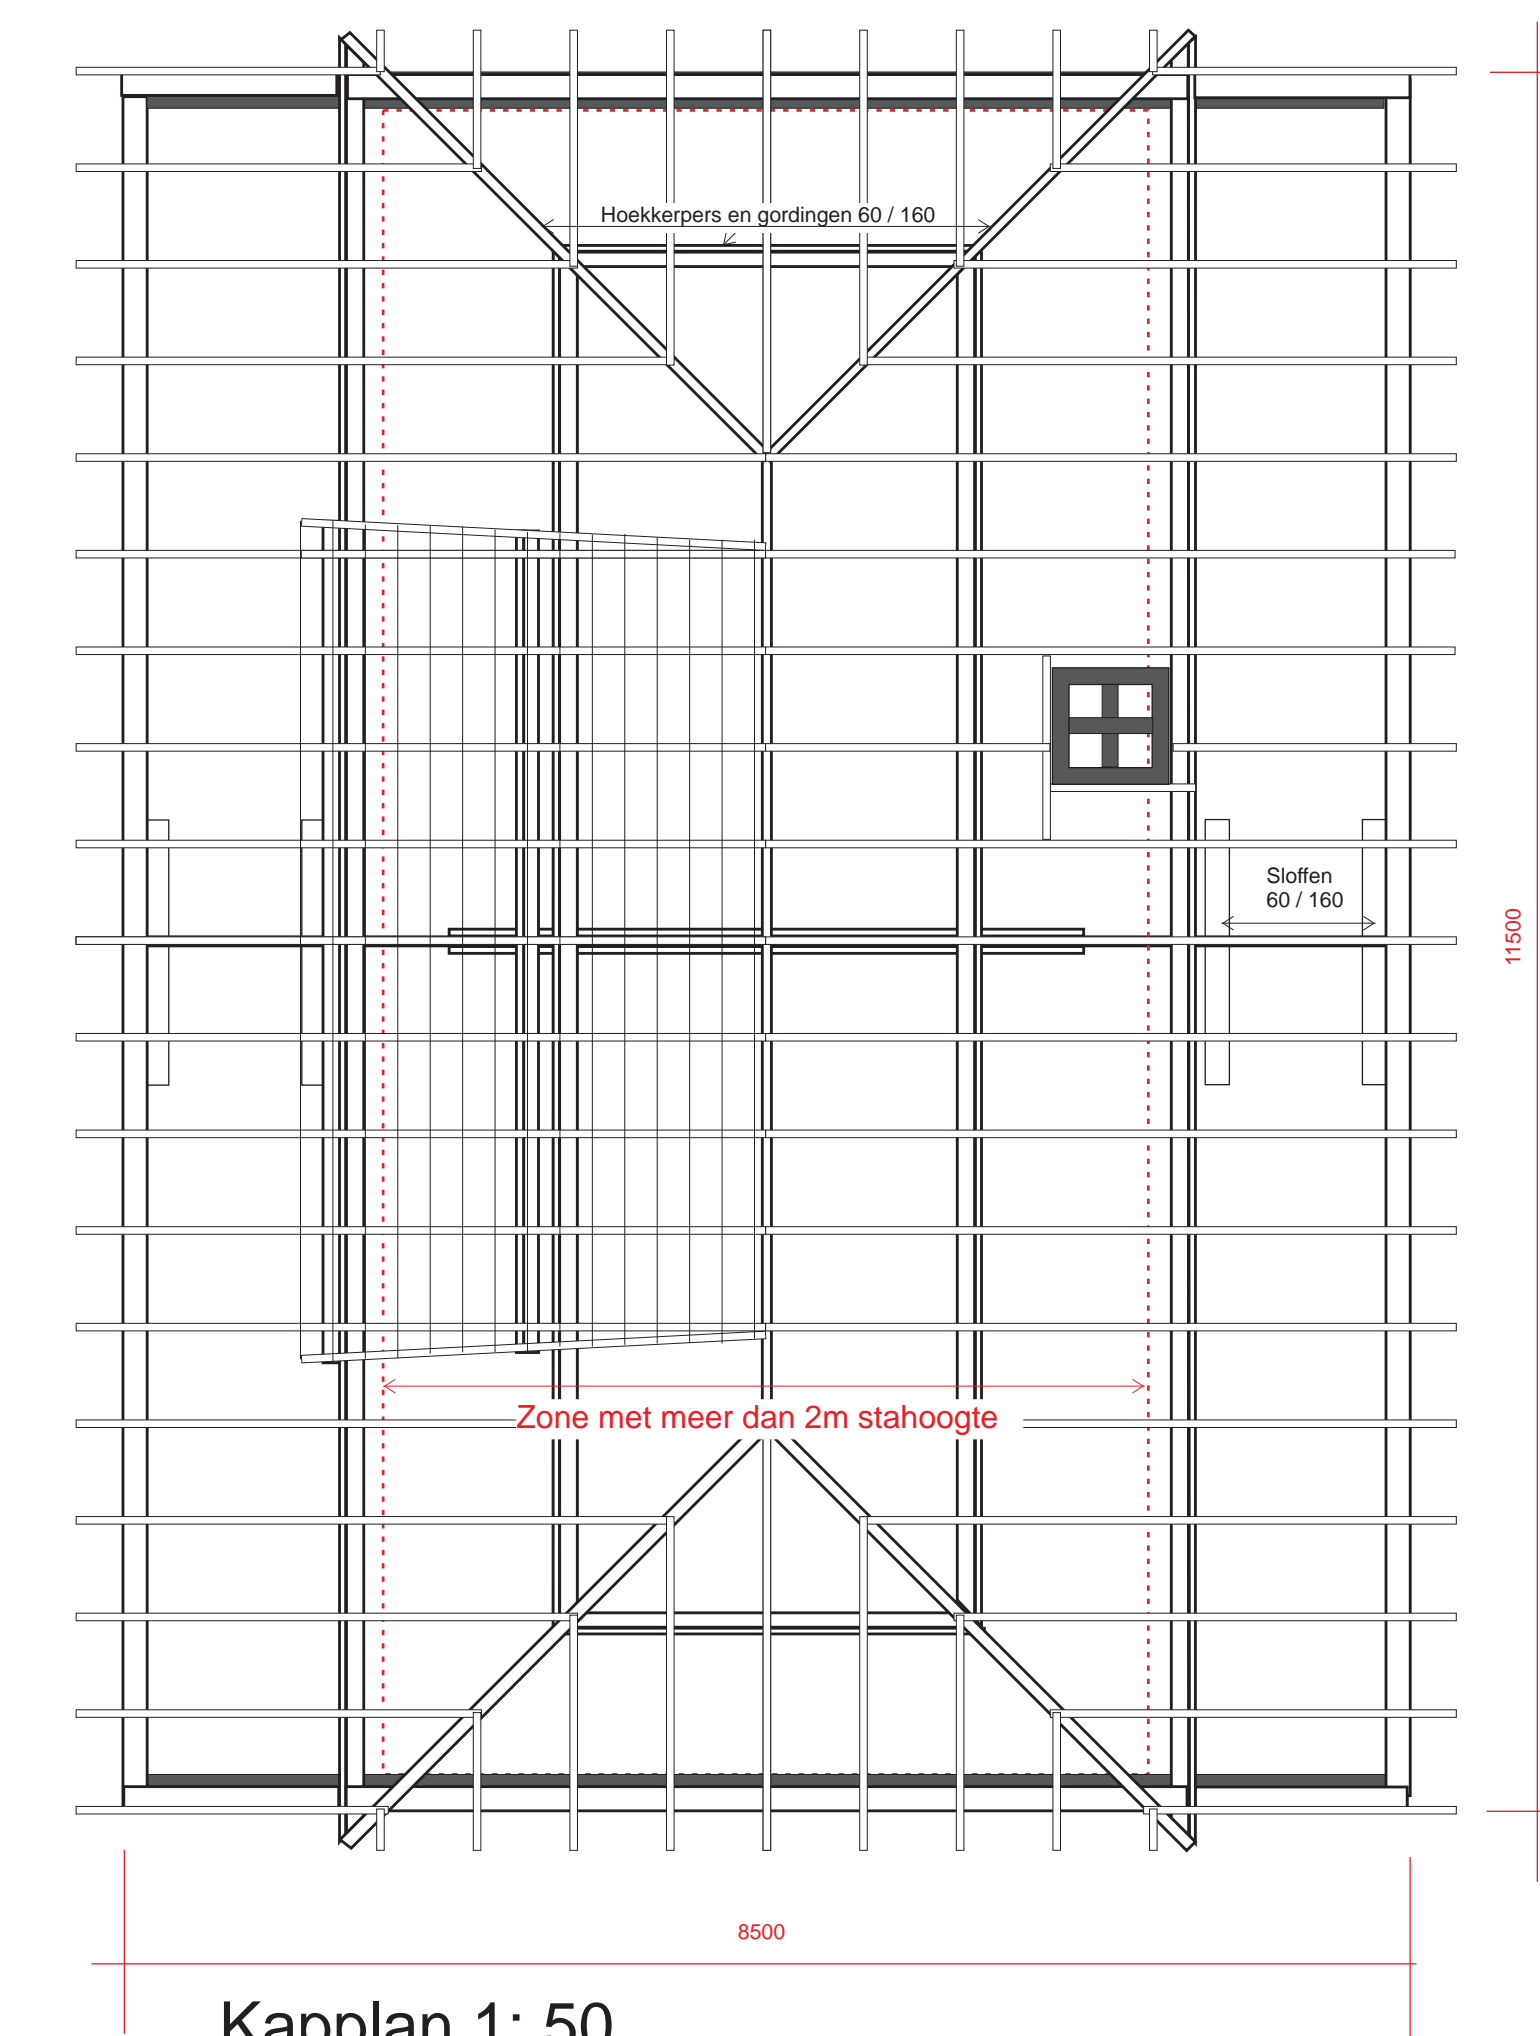 Hoekkerpers en gordingen 60 / 160
Sloffen
60 / 160
11500
Zone met meer dan 2m stahoogte
8500
Kapplan 1: 50